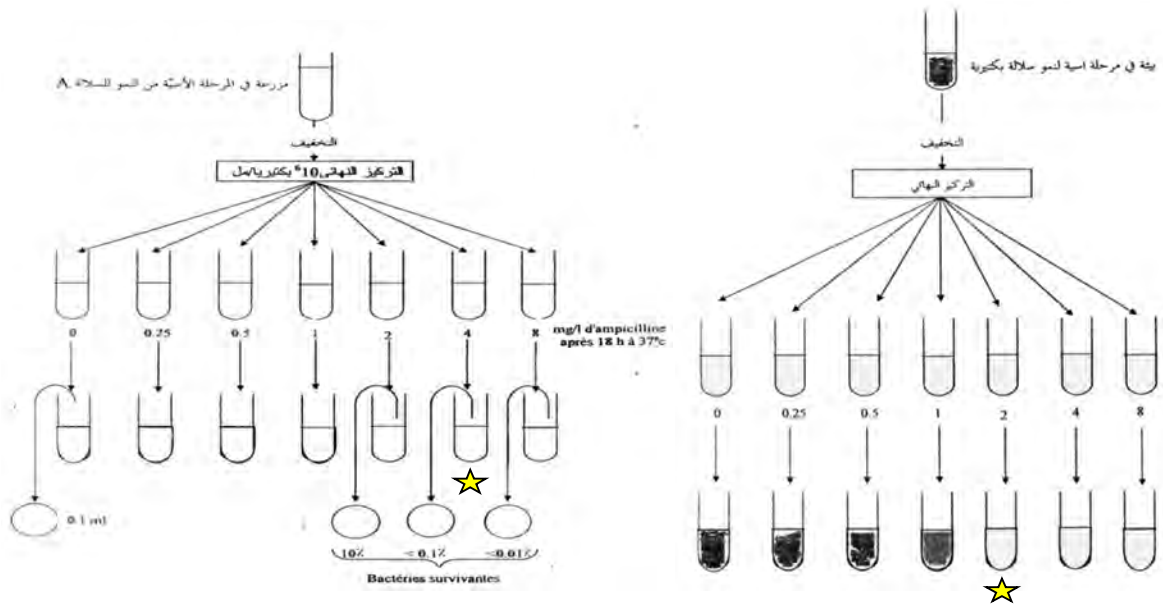 مزرعة في المرحلة الأسيّة من النمو للسلالة A
التخفيف
التركيز النهائي 10⁶ بكتيريا/مل
0 0.25 0.5 1 2 4 8
mg/l d'ampicilline
après 18 h à 37°c
0.1 ml
10% < 0.1% <0.01%
Bactéries survivantes
بيئة في مرحلة اسية لنمو سلالة بكتيرية
التخفيف
التركيز النهائي
0 0.25 0.5 1 2 4 8